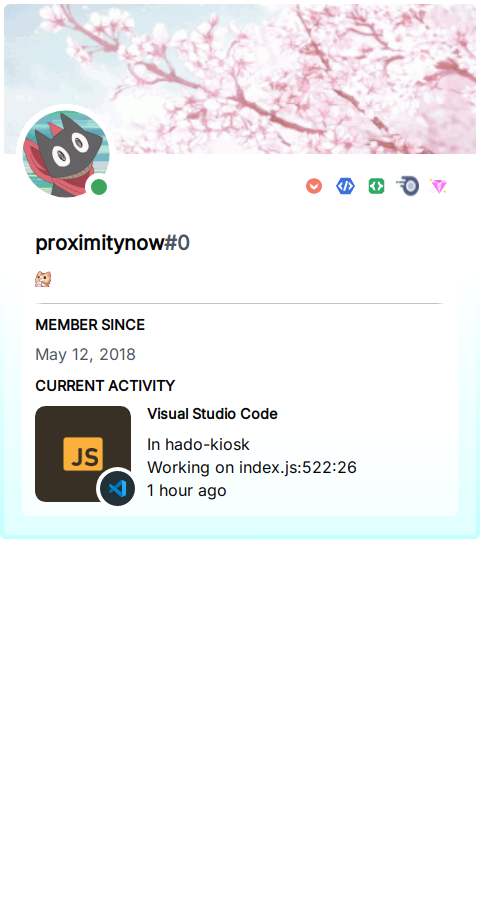 proximitynow#0
MEMBER SINCE
May 12, 2018
CURRENT ACTIVITY
JS
Visual Studio Code
In hado-kiosk
Working on index.js:522:26
1 hour ago